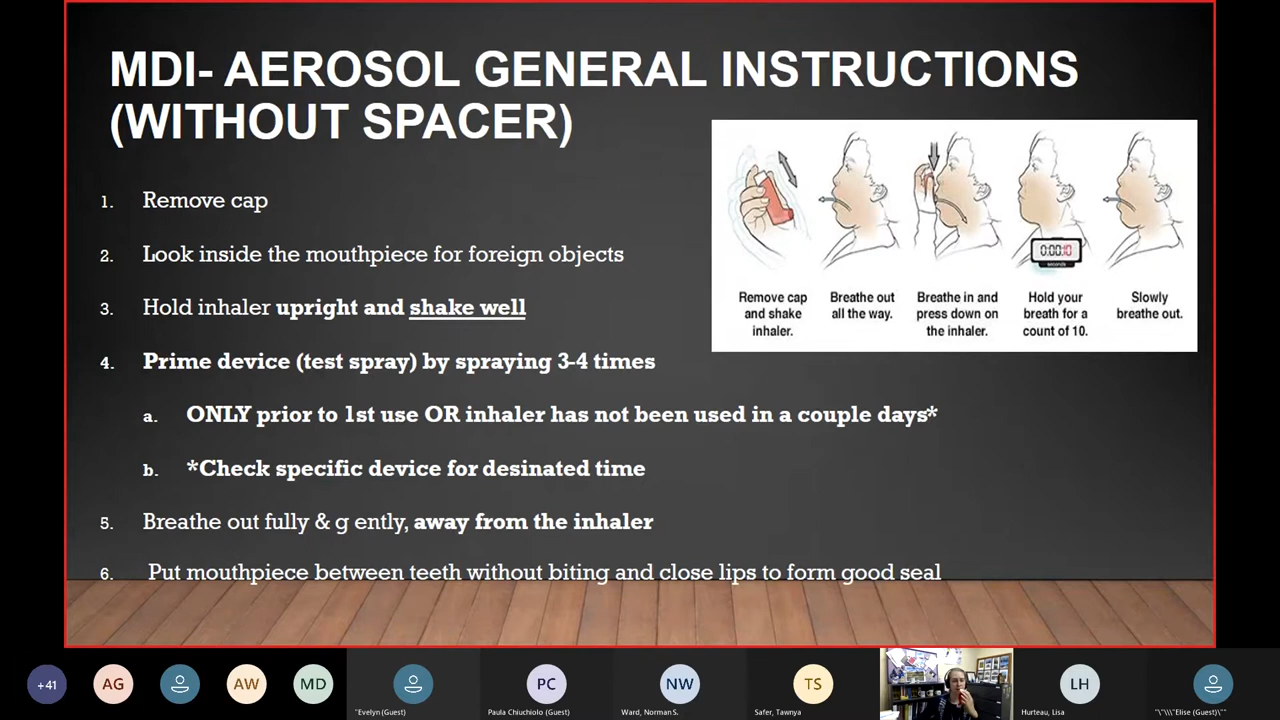 MDI- AEROSOL GENERAL INSTRUCTIONS
(WITHOUT SPACER)
1. Remove cap
2. Look inside the mouthpiece for foreign objects
3. Hold inhaler upright and shake well
4. Prime device (test spray) by spraying 3-4 times
a. ONLY prior to 1st use OR inhaler has not been used in a couple days*
b. *Check specific device for desinated time
5. Breathe out fully & g ently, away from the inhaler
6. Put mouthpiece between teeth without biting and close lips to form good seal
0:00:10
seconds
Remove cap
and shake
inhaler.
Breathe out
all the way.
Breathe in and
press down on
the inhaler.
Hold your
breath for a
count of 10.
Slowly
breathe out.
+41
AG
AW
MD
"Evelyn (Guest)
PC
Paula Chiuchiolo (Guest)
NW
Ward, Norman S.
TS
Safer, Tawnya
LH
Hurteau, Lisa
"\"\\\"Elise (Guest)\""